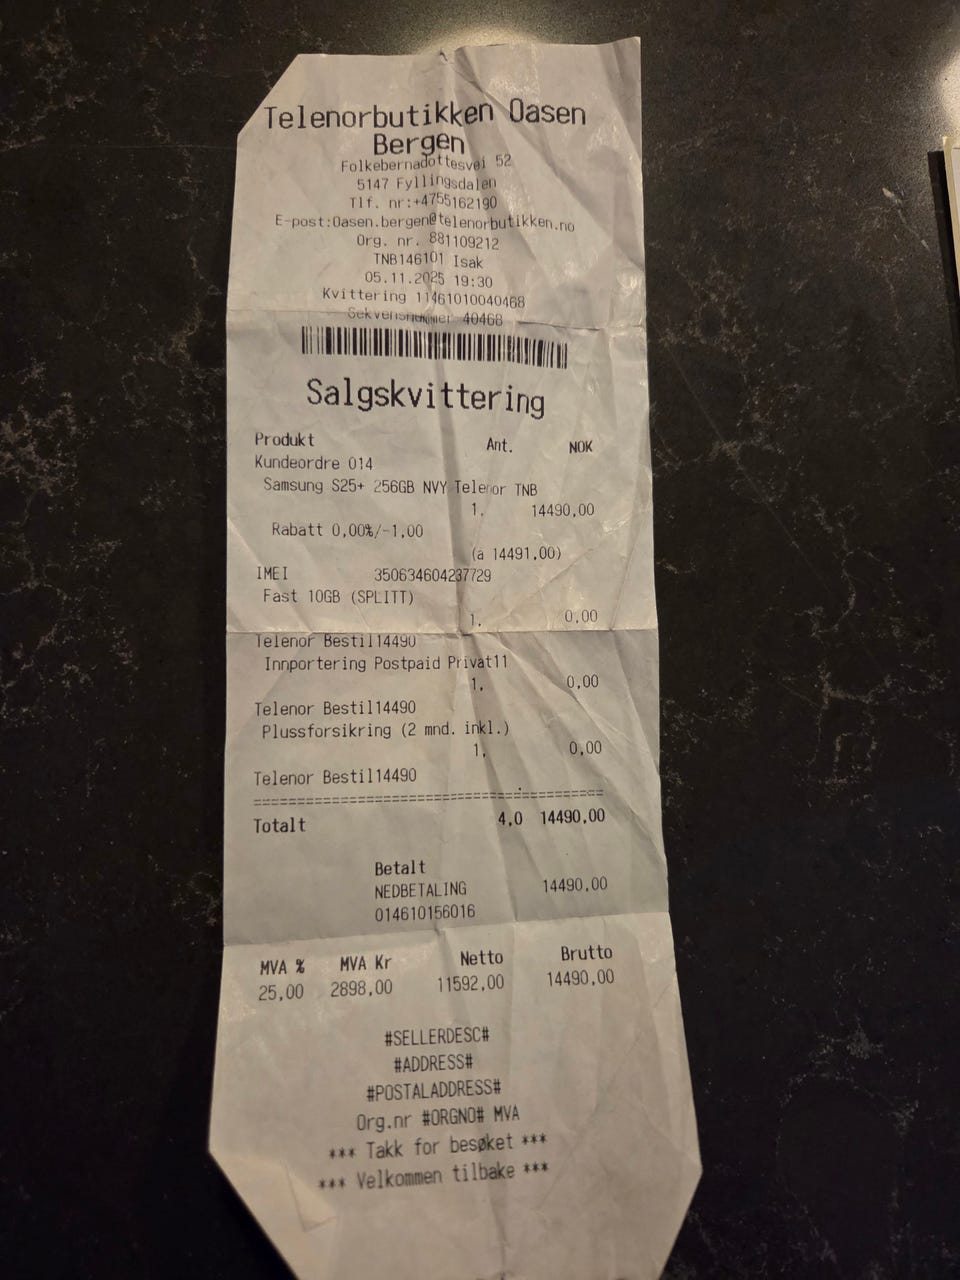 Telenorbutikken Oasen
Bergen
Folkebernadottesvei 52
5147 Fyllingsdalen
Tlf. nr:+4755162190
E-post:Oasen.bergen@telenorbutikken.no
Org. nr. 881109212
TNB146101 Isak
05.11.2025 19:30
Kvittering 11461010040468
Sekvensnummer 40468
Salgskvittering
Produkt Ant. NOK
Kundeordre 014
Samsung S25+ 256GB NVY Telenor TNB
1. 14490,00
Rabatt 0,00%/-1,00
(à 14491,00)
IMEI 350634604237729
Fast 10GB (SPLITT)
1. 0,00
Telenor Bestil14490
Innportering Postpaid Privat11
1. 0,00
Telenor Bestil14490
Plussforsikring (2 mnd. inkl.)
1. 0,00
Telenor Bestil14490
=======================================
Totalt 4,0 14490,00
Betalt
NEDBETALING 14490,00
014610156016
MVA % MVA Kr Netto Brutto
25,00 2898,00 11592,00 14490,00
#SELLERDESC#
#ADDRESS#
#POSTALADDRESS#
Org.nr #ORGNO# MVA
*** Takk for besøket ***
*** Velkommen tilbake ***